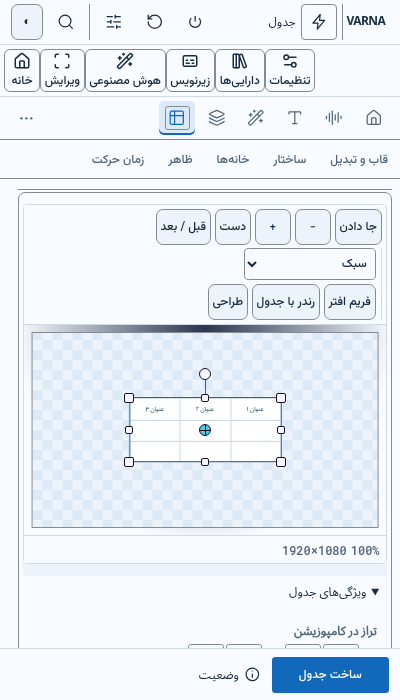 VARNA جدول
تنظیمات دارایی‌ها زیرنویس هوش مصنوعی ویرایش خانه
قاب و تبدیل ساختار خانه‌ها ظاهر زمان حرکت
جا دادن - + دست قبل / بعد
سبک
فریم افتر رندر با جدول طراحی
عنوان ۱ عنوان ۲ عنوان ۳
1920×1080 100%
▼ ویژگی‌های جدول
تراز در کامپوزیشن
ساخت جدول وضعیت